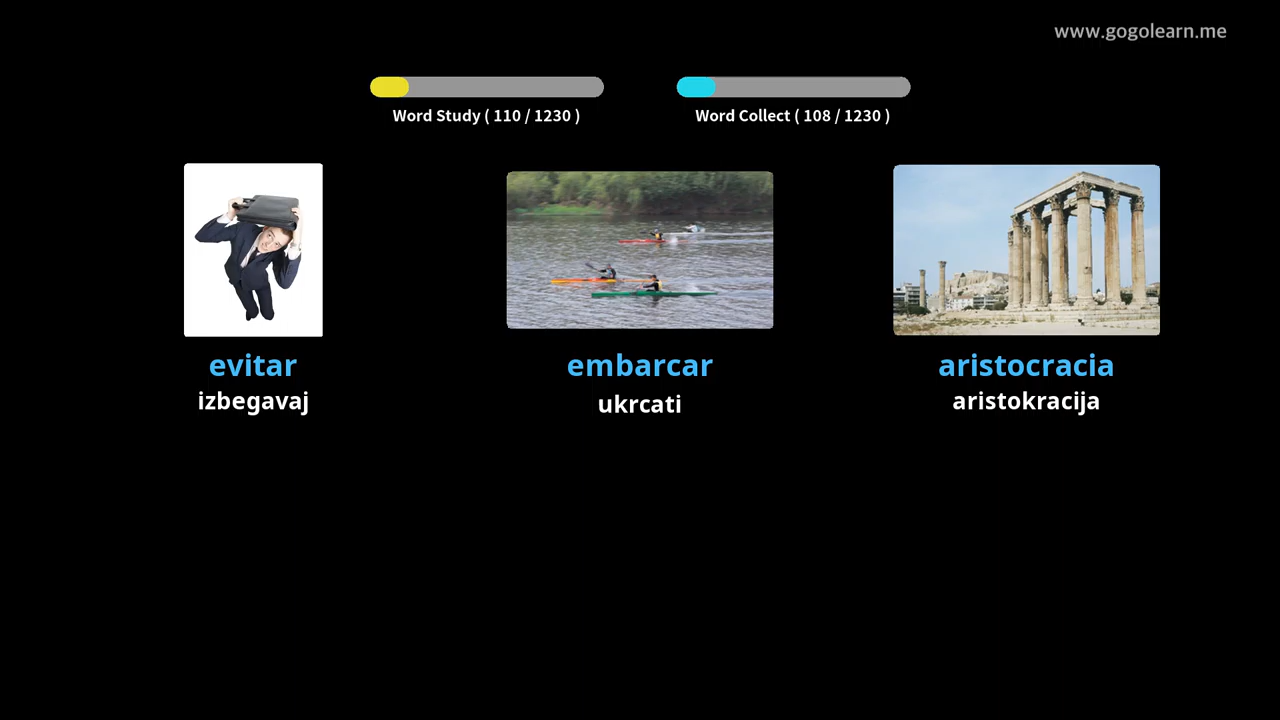 www.gogolearn.me
Word Study ( 110 / 1230 )
Word Collect ( 108 / 1230 )
evitar
izbegavaj
embarcar
ukrcati
aristocracia
aristokracija